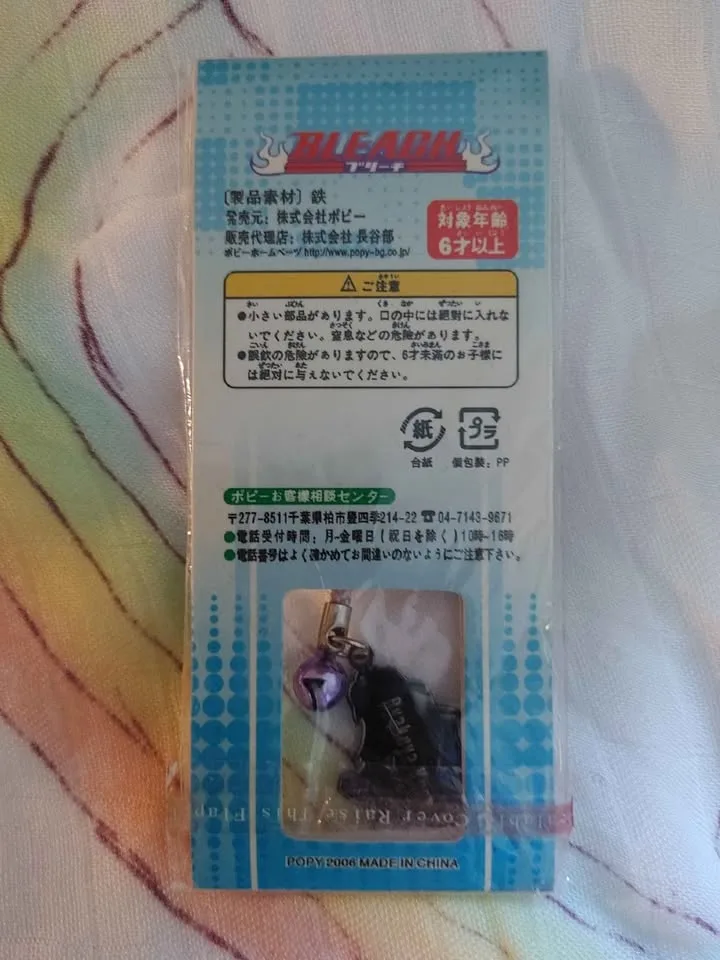 BLEACH
ブリーチ
〔製品素材〕鉄
発売元：株式会社ポピー
販売代理店：株式会社 長谷部
ポピーホームページ http://www.popy-bg.co.jp/
対象年齢
6才以上
⚠ご注意
●小さい部品があります。口の中には絶対に入れな
いでください。窒息などの危険があります。
●誤飲の危険がありますので、6才未満のお子様に
は絶対に与えないでください。
紙
プラ
台紙
個包装：PP
ポピーお客様相談センター
〒277-8511千葉県柏市豊四季214-22 ☎04-7143-9671
●電話受付時間：月-金曜日(祝日を除く)10時-16時
●電話番号はよく確かめてお間違いのないようにご注意下さい。
Cover Raise This Flap
POPY 2006 MADE IN CHINA